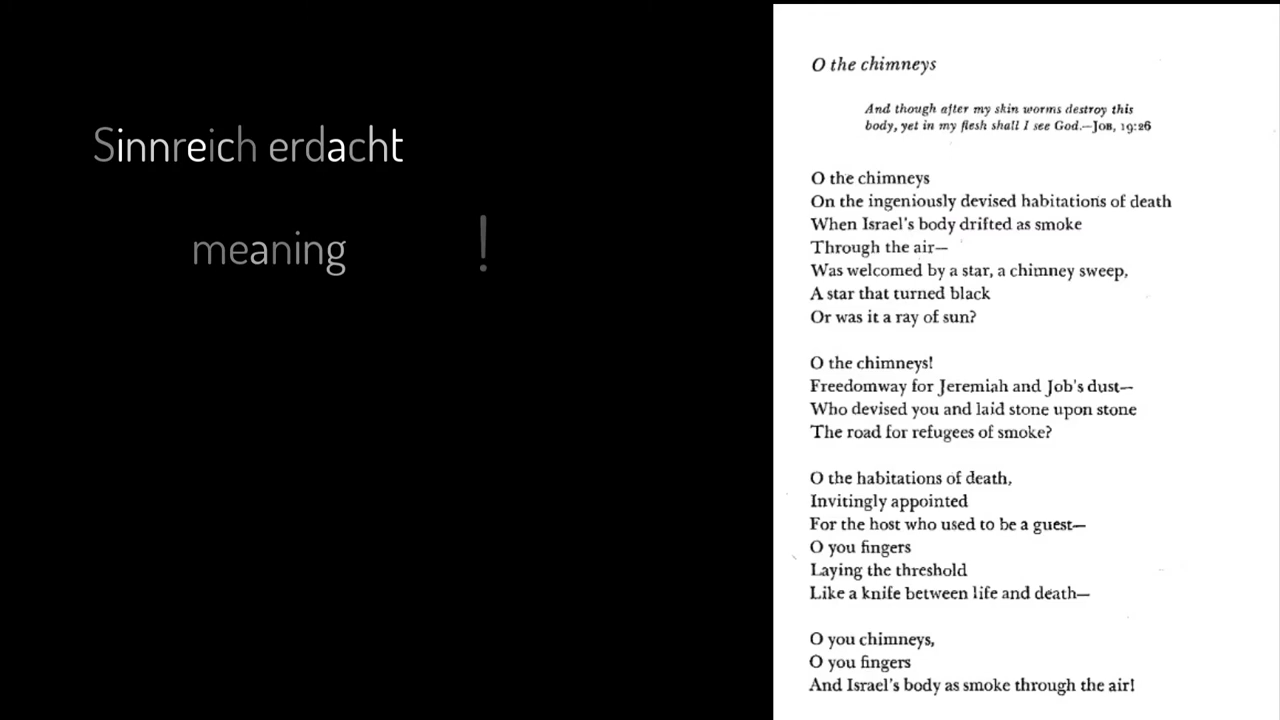 Sinnreich erdacht
meaning !
O the chimneys
And though after my skin worms destroy this
body, yet in my flesh shall I see God.—JOB, 19:26
O the chimneys
On the ingeniously devised habitations of death
When Israel's body drifted as smoke
Through the air—
Was welcomed by a star, a chimney sweep,
A star that turned black
Or was it a ray of sun?
O the chimneys!
Freedomway for Jeremiah and Job's dust—
Who devised you and laid stone upon stone
The road for refugees of smoke?
O the habitations of death,
Invitingly appointed
For the host who used to be a guest—
O you fingers
Laying the threshold
Like a knife between life and death—
O you chimneys,
O you fingers
And Israel's body as smoke through the air!